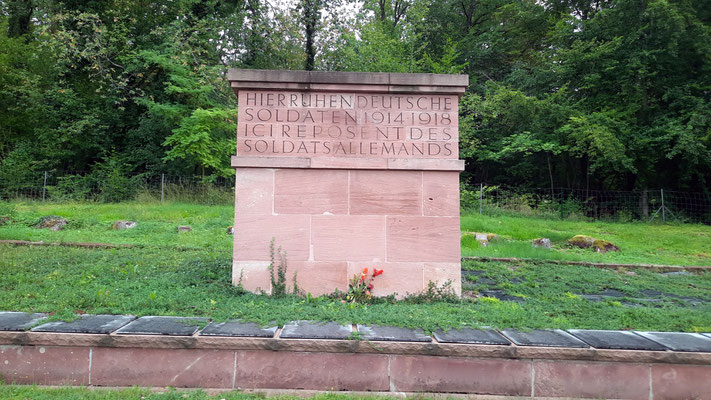 HIER RUHEN DEUTSCHE
SOLDATEN 1914-1918
ICI REPOSENT DES
SOLDATS ALLEMANDS